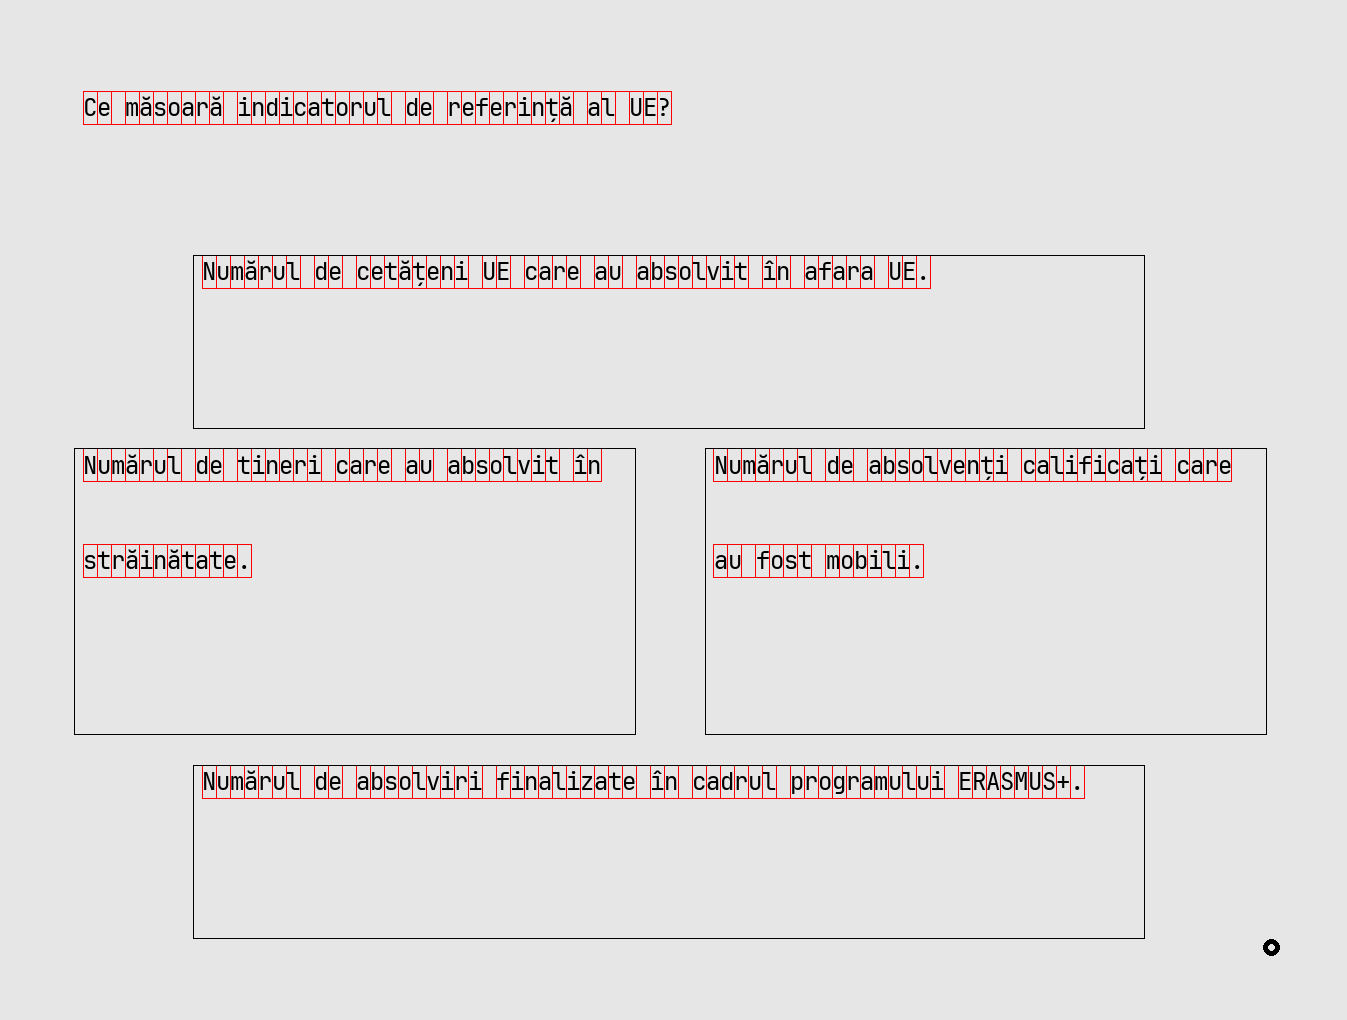 Ce măsoară indicatorul de referință al UE?
Numărul de cetățeni UE care au absolvit în afara UE.
Numărul de tineri care au absolvit în
străinătate.
Numărul de absolvenți calificați care
au fost mobili.
Numărul de absolviri finalizate în cadrul programului ERASMUS+.